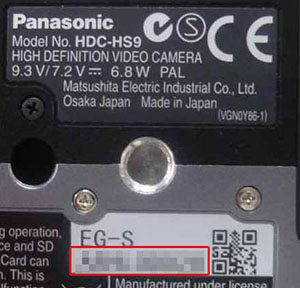 Panasonic
Model No. HDC-HS9
HIGH DEFINITION VIDEO CAMERA
9.3 V/7.2 V⎓ 6.8 W PAL
Matsushita Electric Industrial Co., Ltd.
Osaka Japan Made in Japan
(VGN0Y86-1)
EG-S
ng operation,
ce and SD
Card can
n. This is
Manufactured under license